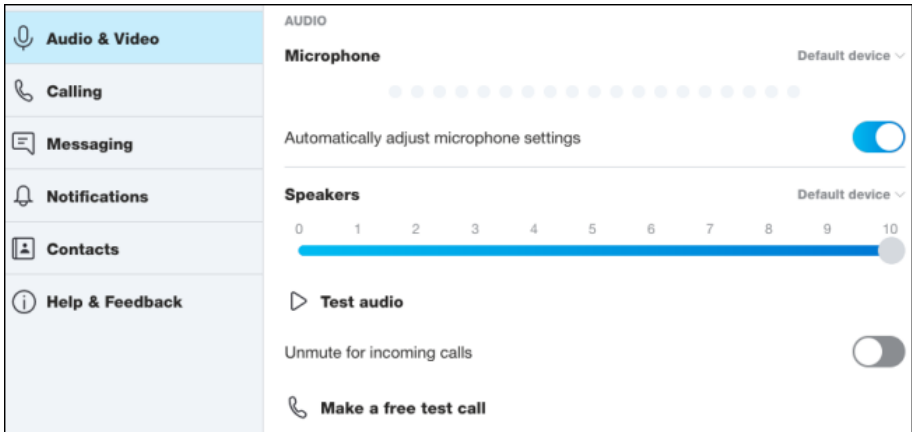 Audio & Video
Calling
Messaging
Notifications
Contacts
Help & Feedback
AUDIO
Microphone Default device
Automatically adjust microphone settings
Speakers Default device
0 1 2 3 4 5 6 7 8 9 10
Test audio
Unmute for incoming calls
Make a free test call